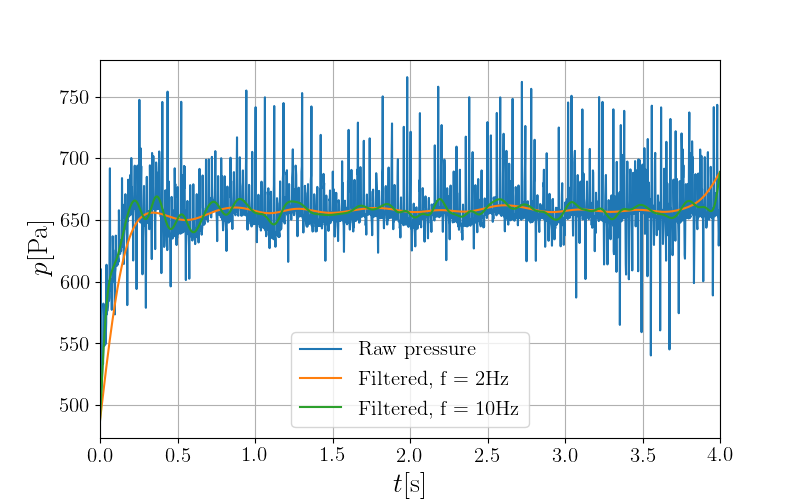 750
700
650
600
550
500
p[Pa]
Raw pressure
Filtered, f = 2Hz
Filtered, f = 10Hz
0.0 0.5 1.0 1.5 2.0 2.5 3.0 3.5 4.0
t[s]